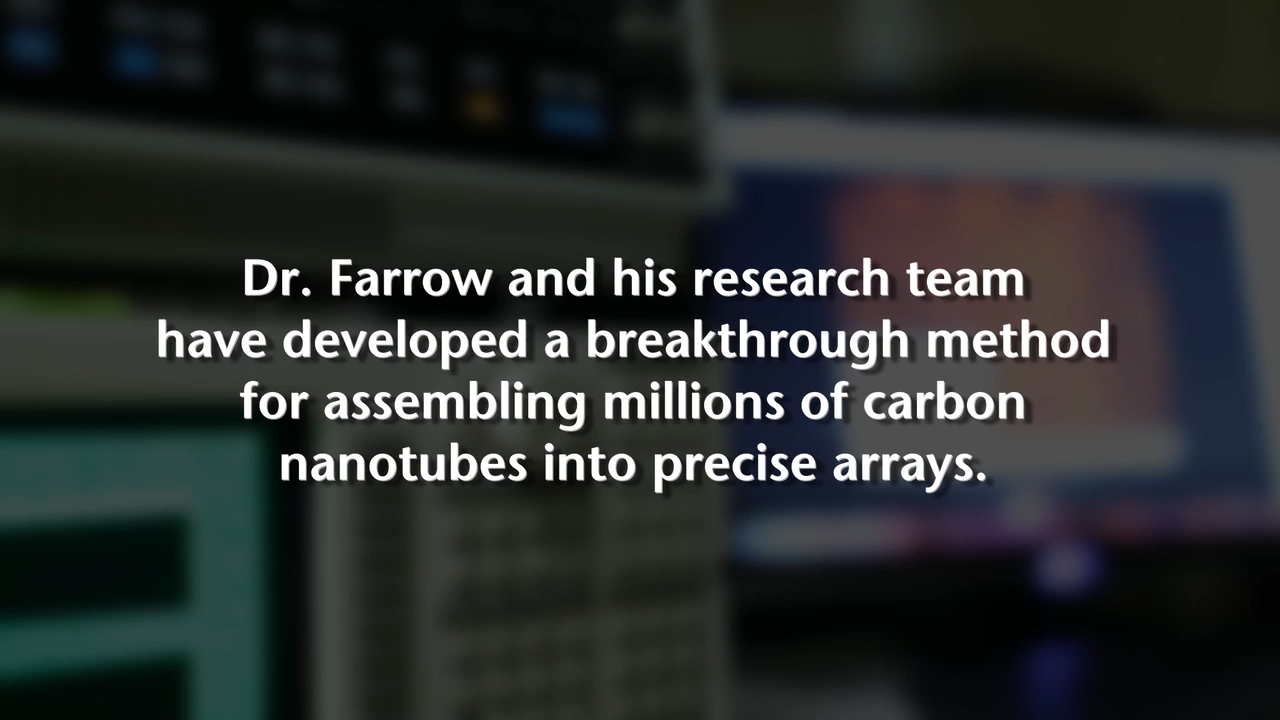 Dr. Farrow and his research team
have developed a breakthrough method
for assembling millions of carbon
nanotubes into precise arrays.